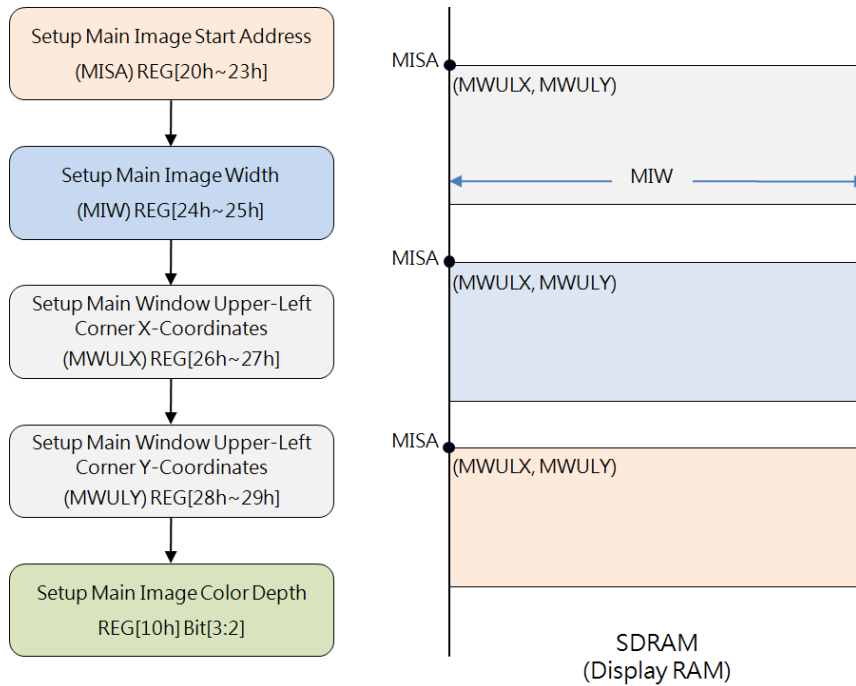 Setup Main Image Start Address
(MISA) REG[20h~23h]
Setup Main Image Width
(MIW) REG[24h~25h]
Setup Main Window Upper-Left
Corner X-Coordinates
(MWULX) REG[26h~27h]
Setup Main Window Upper-Left
Corner Y-Coordinates
(MWULY) REG[28h~29h]
Setup Main Image Color Depth
REG[10h] Bit[3:2]
MISA
(MWULX, MWULY)
MIW
MISA
(MWULX, MWULY)
MISA
(MWULX, MWULY)
SDRAM
(Display RAM)